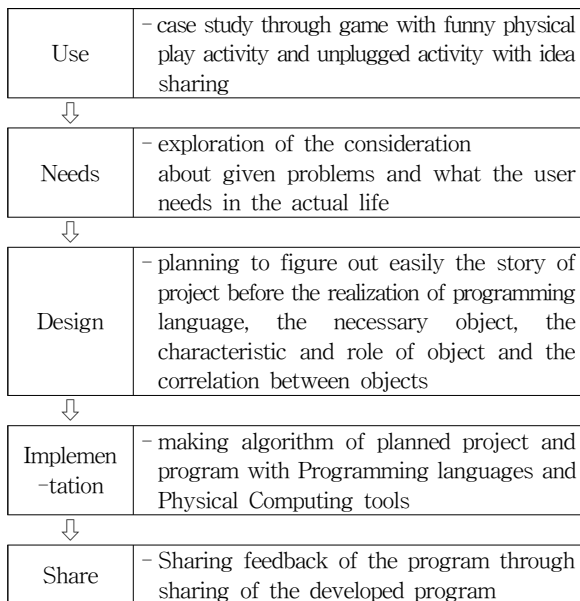 Use
- case study through game with funny physical
play activity and unplugged activity with idea
sharing
⇩
Needs
- exploration of the consideration
about given problems and what the user
needs in the actual life
⇩
Design
- planning to figure out easily the story of
project before the realization of programming
language, the necessary object, the
characteristic and role of object and the
correlation between objects
⇩
Implemen
-tation
- making algorithm of planned project and
program with Programming languages and
Physical Computing tools
⇩
Share
- Sharing feedback of the program through
sharing of the developed program